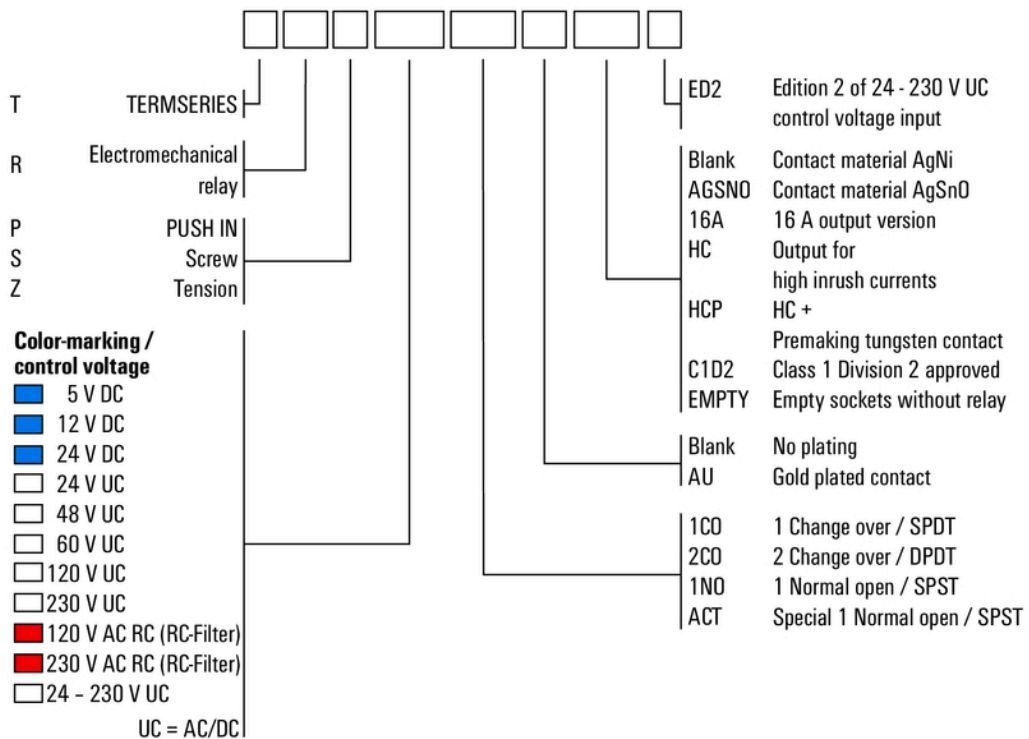 T TERMSERIES
R Electromechanical
relay
P PUSH IN
S Screw
Z Tension
Color-marking /
control voltage
5 V DC
12 V DC
24 V DC
24 V UC
48 V UC
60 V UC
120 V UC
230 V UC
120 V AC RC (RC-Filter)
230 V AC RC (RC-Filter)
24 – 230 V UC
UC = AC/DC
ED2 Edition 2 of 24 - 230 V UC
control voltage input
Blank Contact material AgNi
AGSNO Contact material AgSnO
16A 16 A output version
HC Output for
high inrush currents
HCP HC +
Premaking tungsten contact
C1D2 Class 1 Division 2 approved
EMPTY Empty sockets without relay
Blank No plating
AU Gold plated contact
1CO 1 Change over / SPDT
2CO 2 Change over / DPDT
1NO 1 Normal open / SPST
ACT Special 1 Normal open / SPST